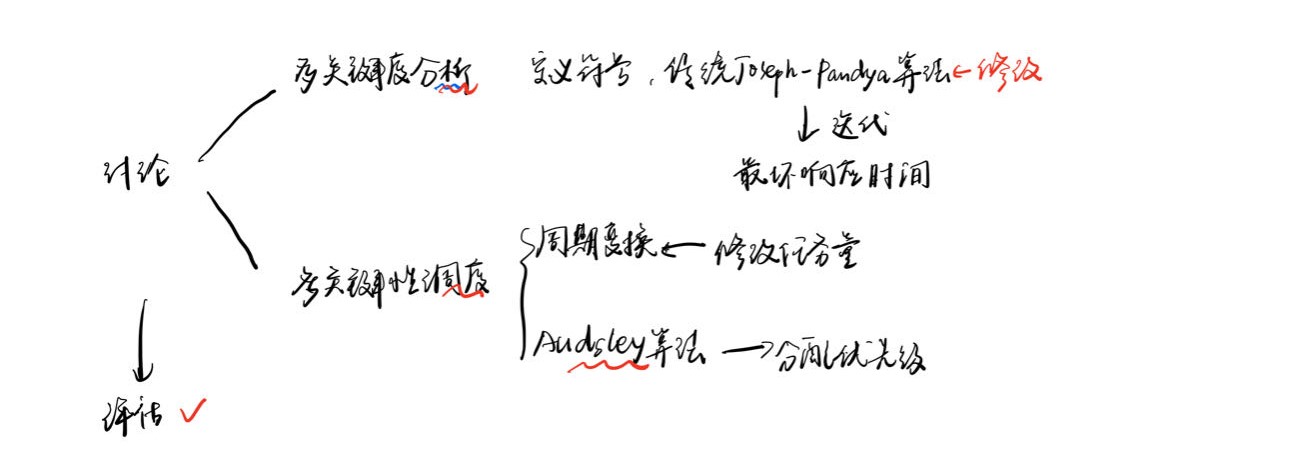 多关键度分析 定义符号,传统Joseph-Pandya算法←修改
↓迭代
最坏响应时间
讨论
周期变换←修改任务量
多关键性调度
Audsley算法→分配优先级
评估✓